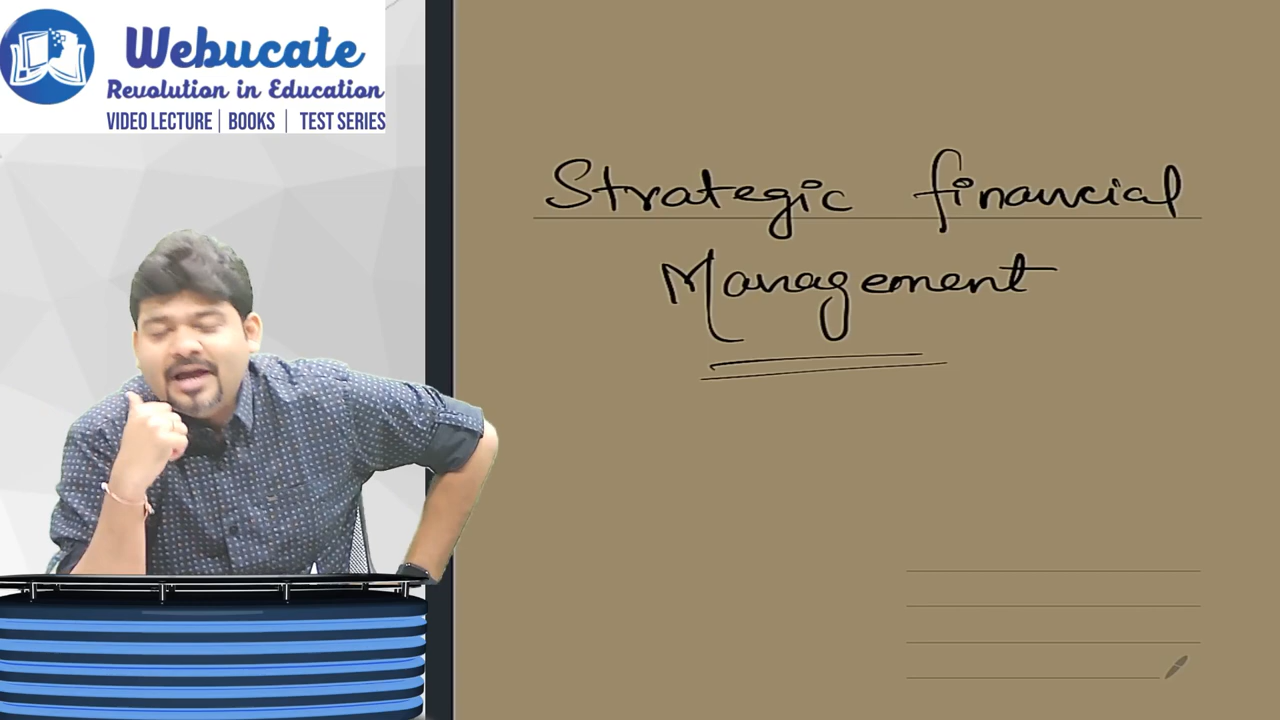 Webucate
Revolution in Education
VIDEO LECTURE | BOOKS | TEST SERIES
Strategic financial
Management